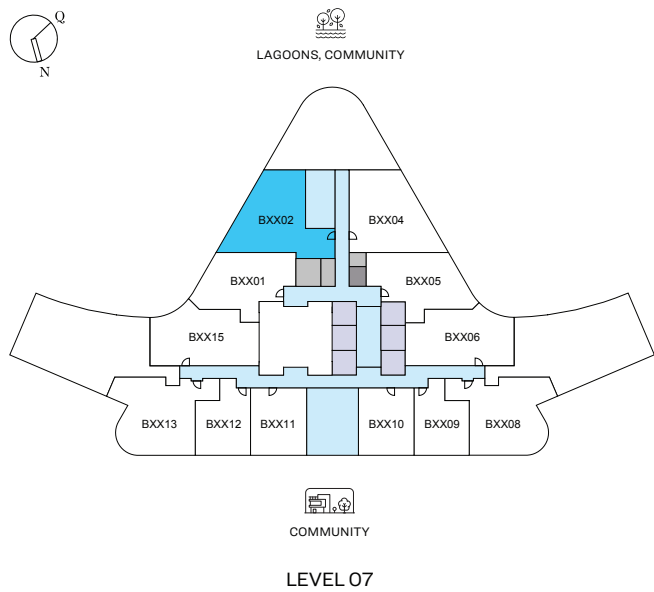 Q
N
LAGOONS, COMMUNITY
BXX02
BXX04
BXX01
BXX05
BXX15
BXX06
BXX13
BXX12
BXX11
BXX10
BXX09
BXX08
COMMUNITY
LEVEL 07